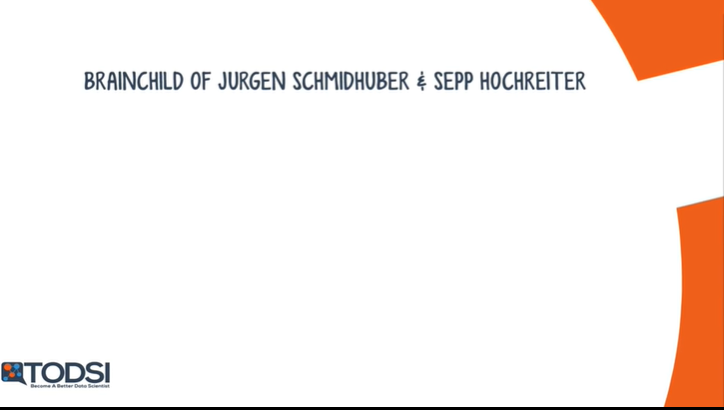 BRAINCHILD OF JURGEN SCHMIDHUBER & SEPP HOCHREITER
TODSI
Become A Better Data Scientist